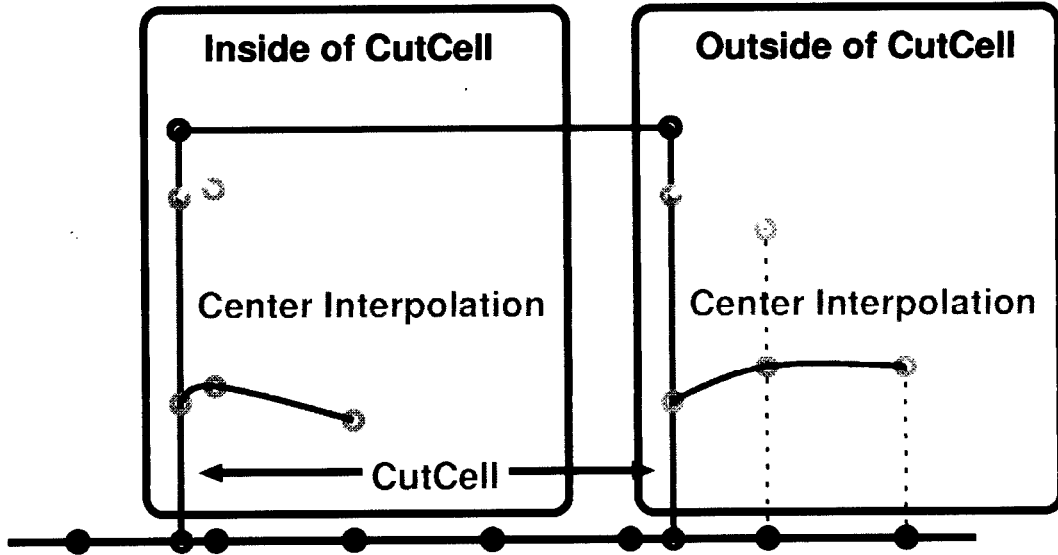 Inside of CutCell
Outside of CutCell
Center Interpolation
Center Interpolation
CutCell